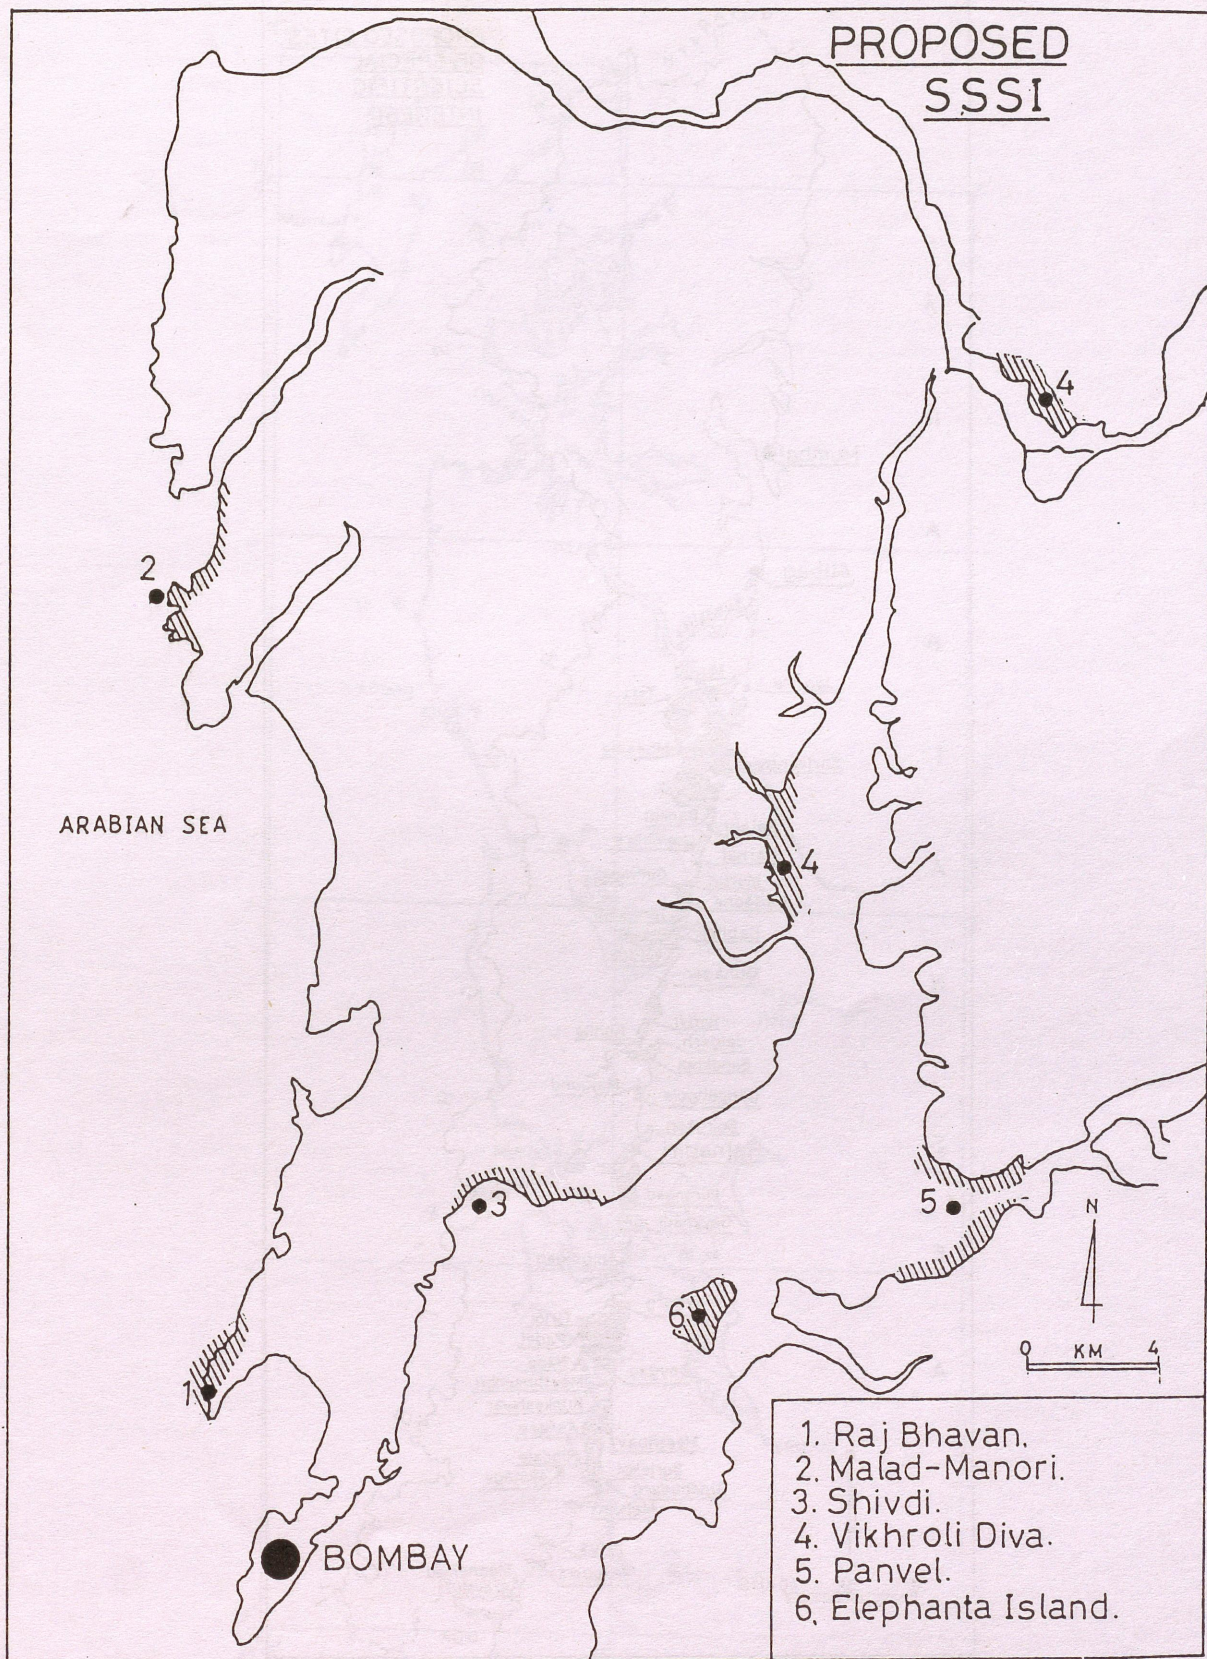 PROPOSED
SSSI
4
2
ARABIAN SEA
4
3
5
N
6
0 KM 4
1
BOMBAY
1. Raj Bhavan.
2. Malad-Manori.
3. Shivdi.
4. Vikhroli Diva.
5. Panvel.
6. Elephanta Island.